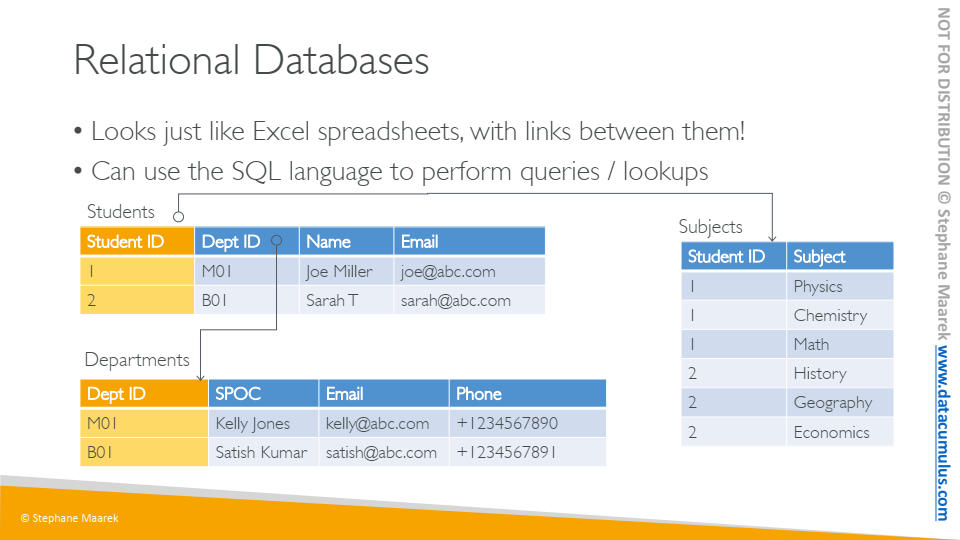 Relational Databases
• Looks just like Excel spreadsheets, with links between them!
• Can use the SQL language to perform queries / lookups
Students
Student ID Dept ID Name Email
1 M01 Joe Miller joe@abc.com
2 B01 Sarah T sarah@abc.com
Departments
Dept ID SPOC Email Phone
M01 Kelly Jones kelly@abc.com +1234567890
B01 Satish Kumar satish@abc.com +1234567891
Subjects
Student ID Subject
1 Physics
1 Chemistry
1 Math
2 History
2 Geography
2 Economics
© Stephane Maarek
NOT FOR DISTRIBUTION © Stephane Maarek www.datacumulus.com